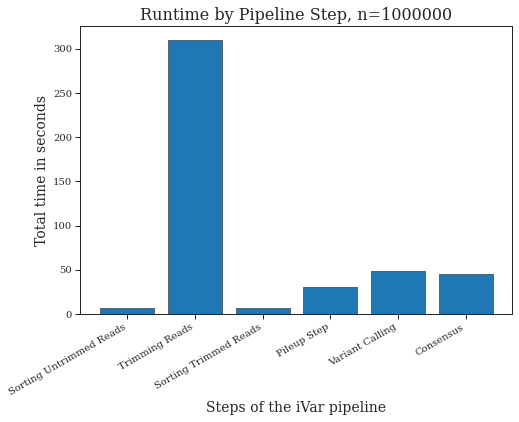 Runtime by Pipeline Step, n=1000000
Total time in seconds
300
250
200
150
100
50
0
Sorting Untrimmed Reads
Trimming Reads
Sorting Trimmed Reads
Pileup Step
Variant Calling
Consensus
Steps of the iVar pipeline